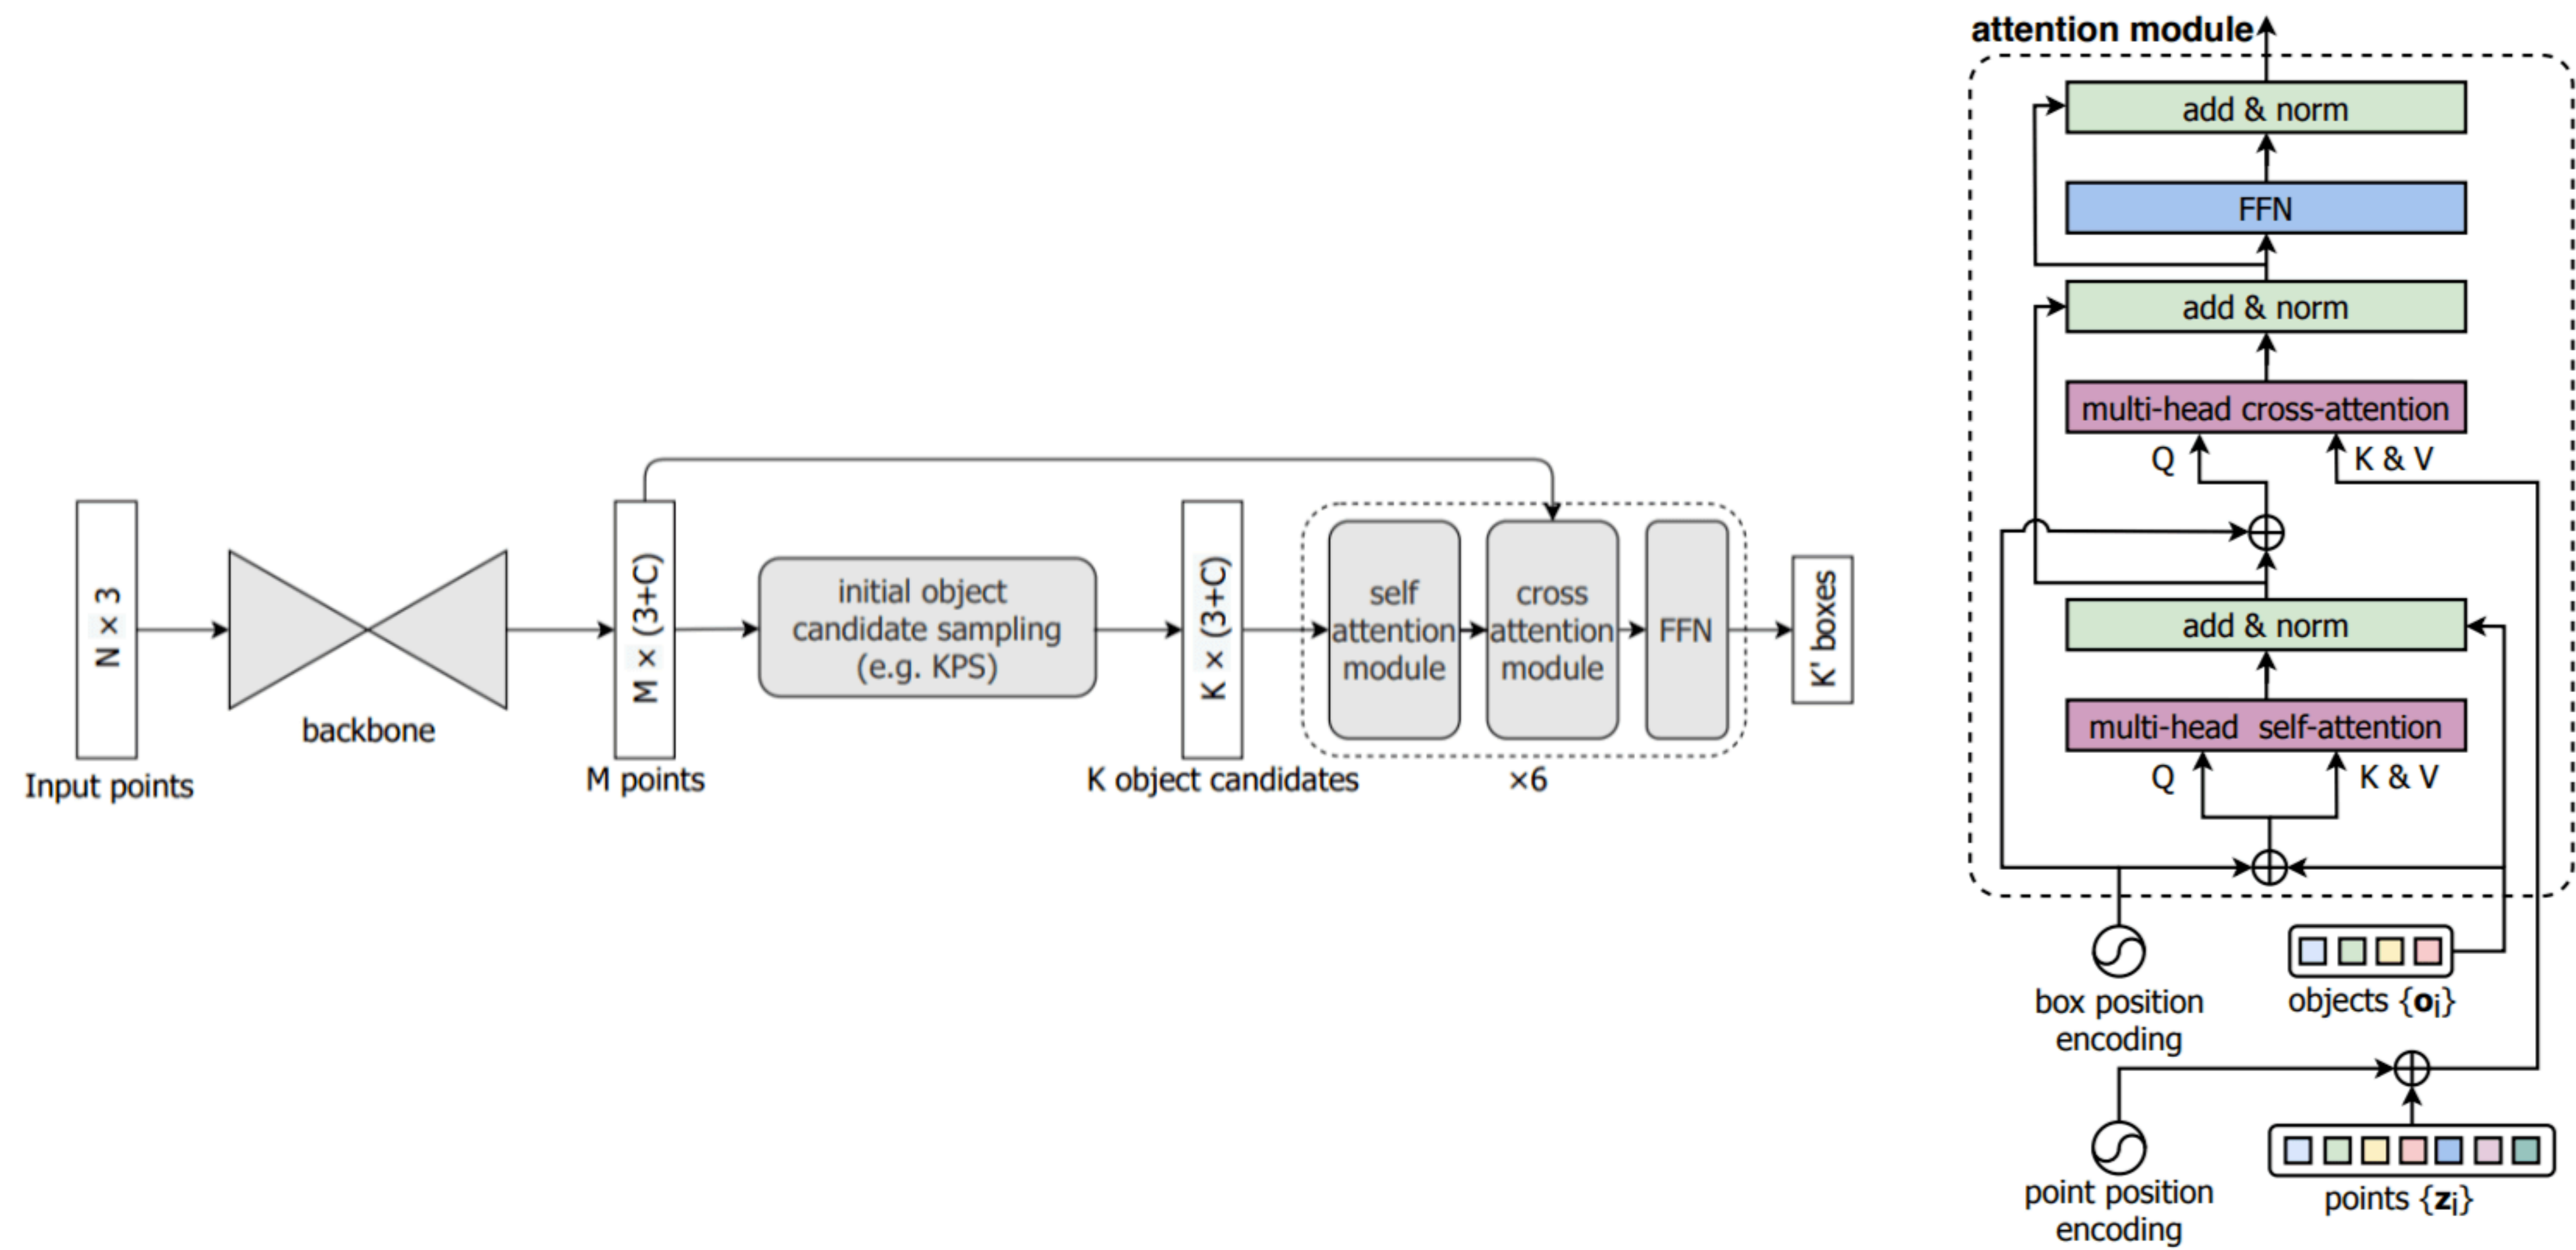 N × 3
Input points
backbone
M × (3+C)
M points
initial object
candidate sampling
(e.g. KPS)
K × (3+C)
K object candidates
self
attention
module
cross
attention
module
FFN
×6
K' boxes
attention module
add & norm
FFN
add & norm
multi-head cross-attention
Q
K & V
add & norm
multi-head self-attention
Q
K & V
box position
encoding
objects {oi}
point position
encoding
points {zi}